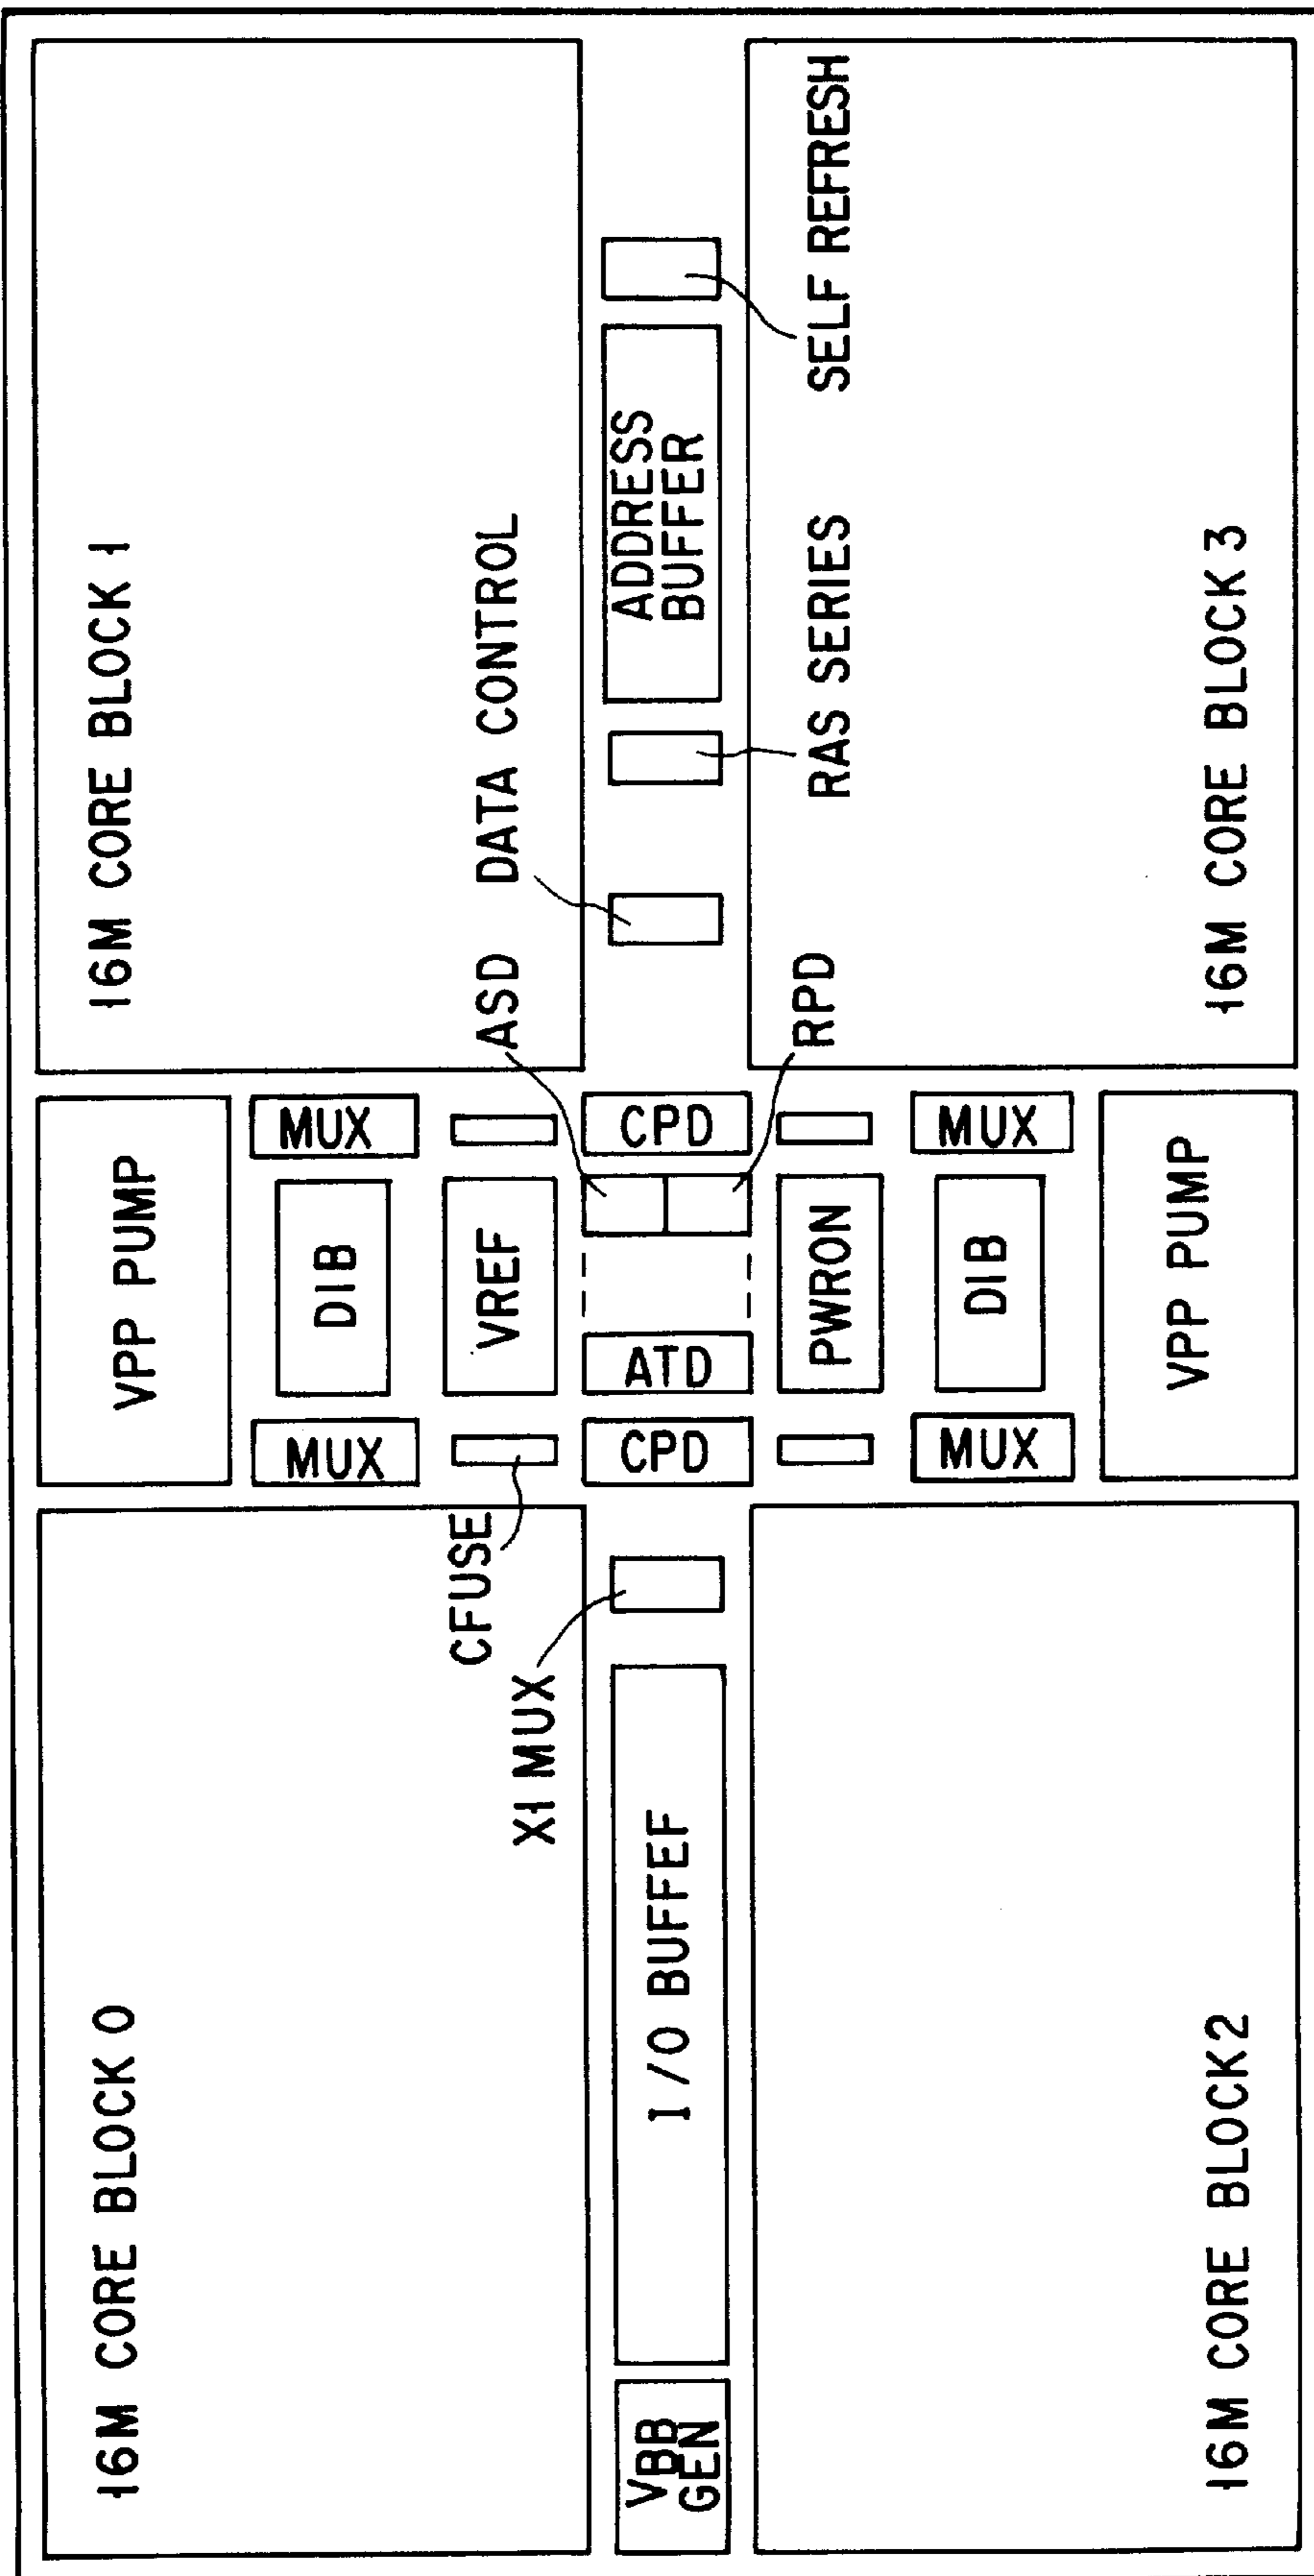 16M CORE BLOCK 0
VPP PUMP
16M CORE BLOCK 1
MUX
DIB
MUX
CFUSE
VREF
ASD
DATA CONTROL
X1 MUX
VBB
GEN
I/O BUFFEF
CPD
ATD
CPD
ADDRESS
BUFFER
PWRON
RPD
RAS SERIES
SELF REFRESH
MUX
DIB
MUX
16M CORE BLOCK2
VPP PUMP
16M CORE BLOCK 3